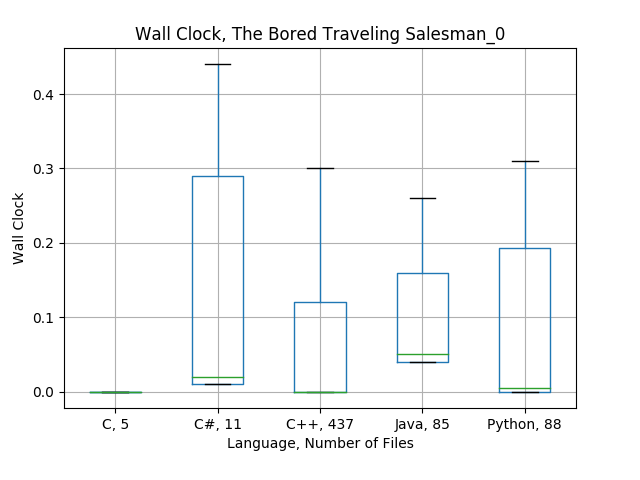 Wall Clock, The Bored Traveling Salesman_0
Wall Clock
0.4
0.3
0.2
0.1
0.0
C, 5 C#, 11 C++, 437 Java, 85 Python, 88
Language, Number of Files